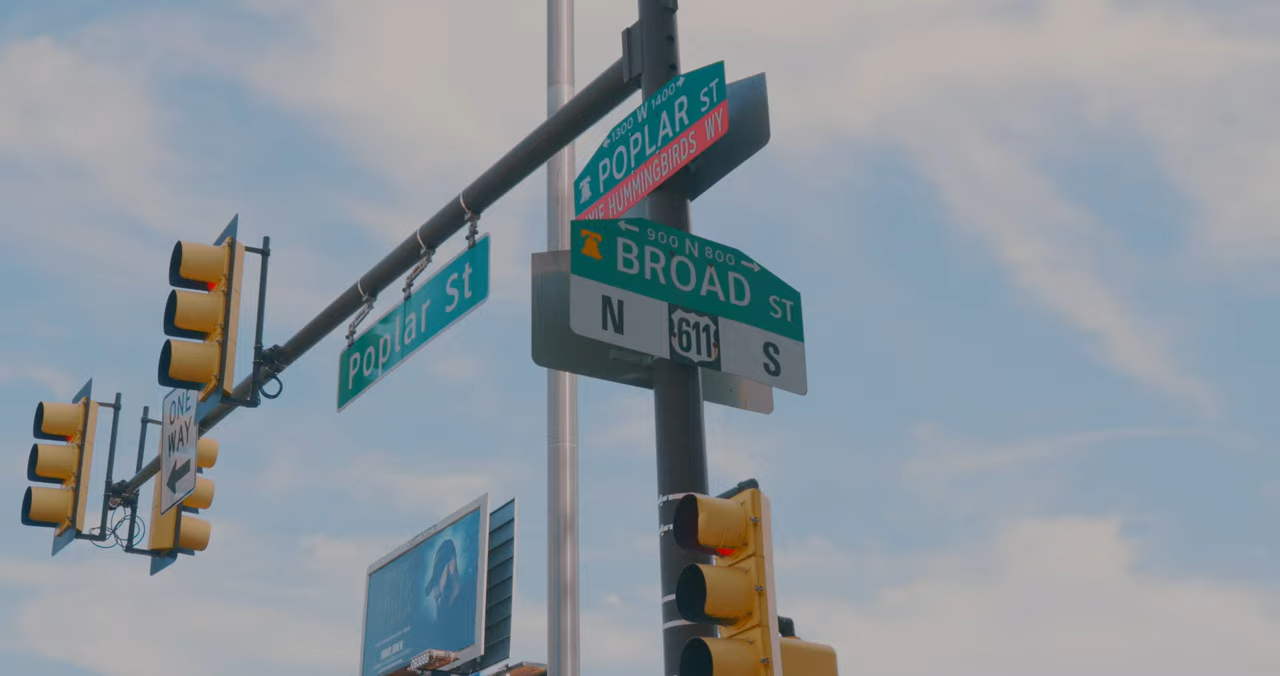 ←1300 W 1400→
POPLAR ST
HUMMINGBIRDS WY
← 900 N 800 →
BROAD ST
N 611 S
Poplar St
ONE
WAY